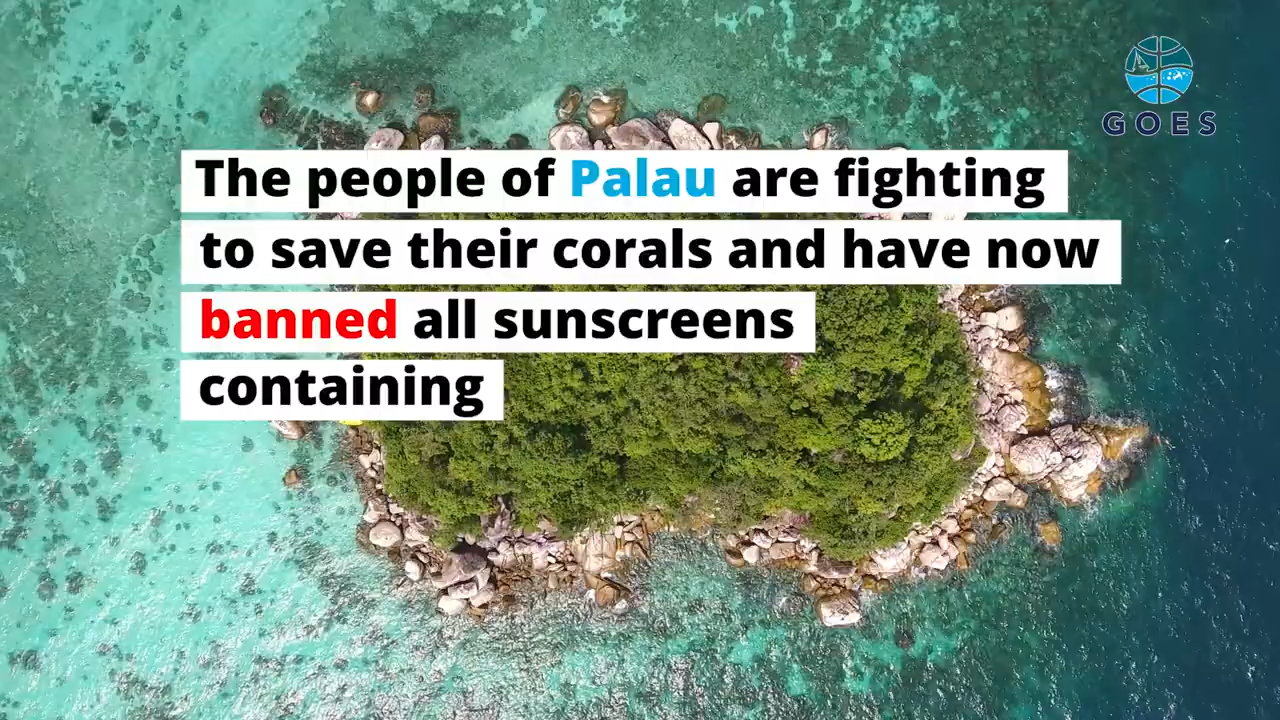 GOES
The people of Palau are fighting
to save their corals and have now
banned all sunscreens
containing